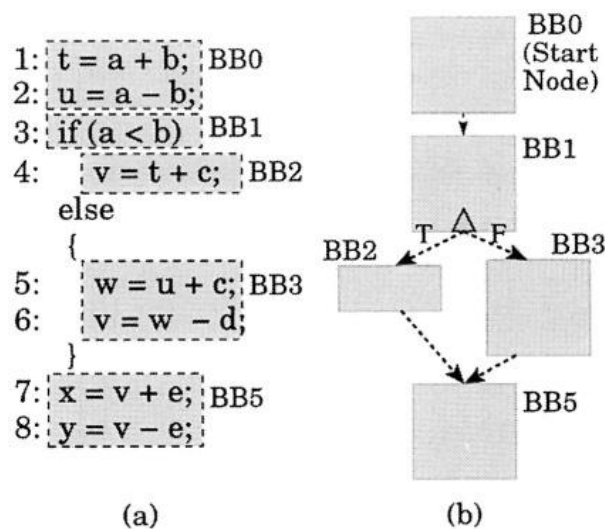 1: t = a + b; BB0
2: u = a – b;
3: if (a < b) BB1
4: v = t + c; BB2
else
{
5: w = u + c; BB3
6: v = w - d;
}
7: x = v + e; BB5
8: y = v – e;
(a)
BB0
(Start
Node)
BB1
T F
BB2
BB3
BB5
(b)